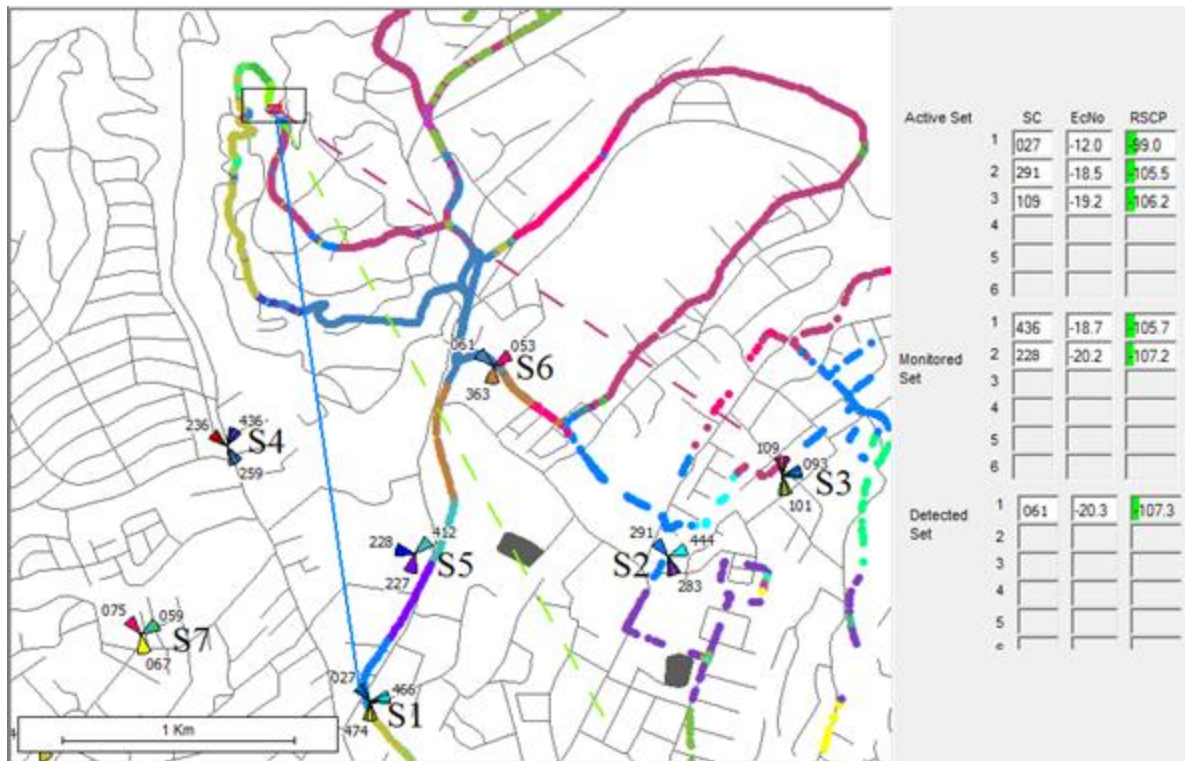 061
053
S6
363
236
436
S4
259
109
093
S3
101
291
444
S2
283
228
412
S5
227
075
059
S7
067
027
466
S1
474
1 Km
SC EcNo RSCP
Active Set
1 027 -12.0 -99.0
2 291 -18.5 -105.5
3 109 -19.2 -106.2
4
5
6
Monitored Set
1 436 -18.7 -105.7
2 228 -20.2 -107.2
3
4
5
6
Detected Set
1 061 -20.3 -107.3
2
3
4
5